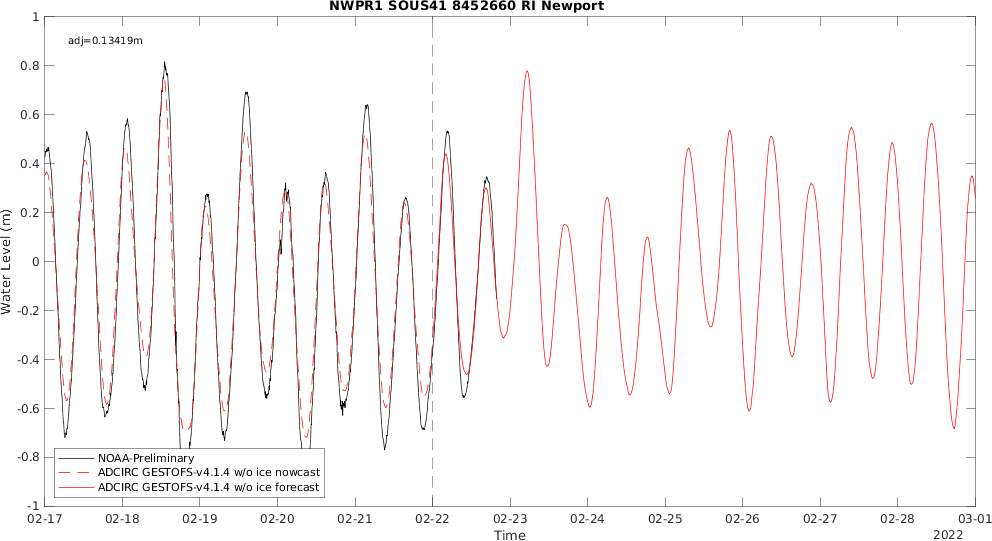 NWPR1 SOUS41 8452660 RI Newport
adj=0.13419m
1
0.8
0.6
0.4
0.2
0
-0.2
-0.4
-0.6
-0.8
-1
Water Level (m)
NOAA-Preliminary
ADCIRC GESTOFS-v4.1.4 w/o ice nowcast
ADCIRC GESTOFS-v4.1.4 w/o ice forecast
02-17 02-18 02-19 02-20 02-21 02-22 02-23 02-24 02-25 02-26 02-27 02-28 03-01
Time
2022